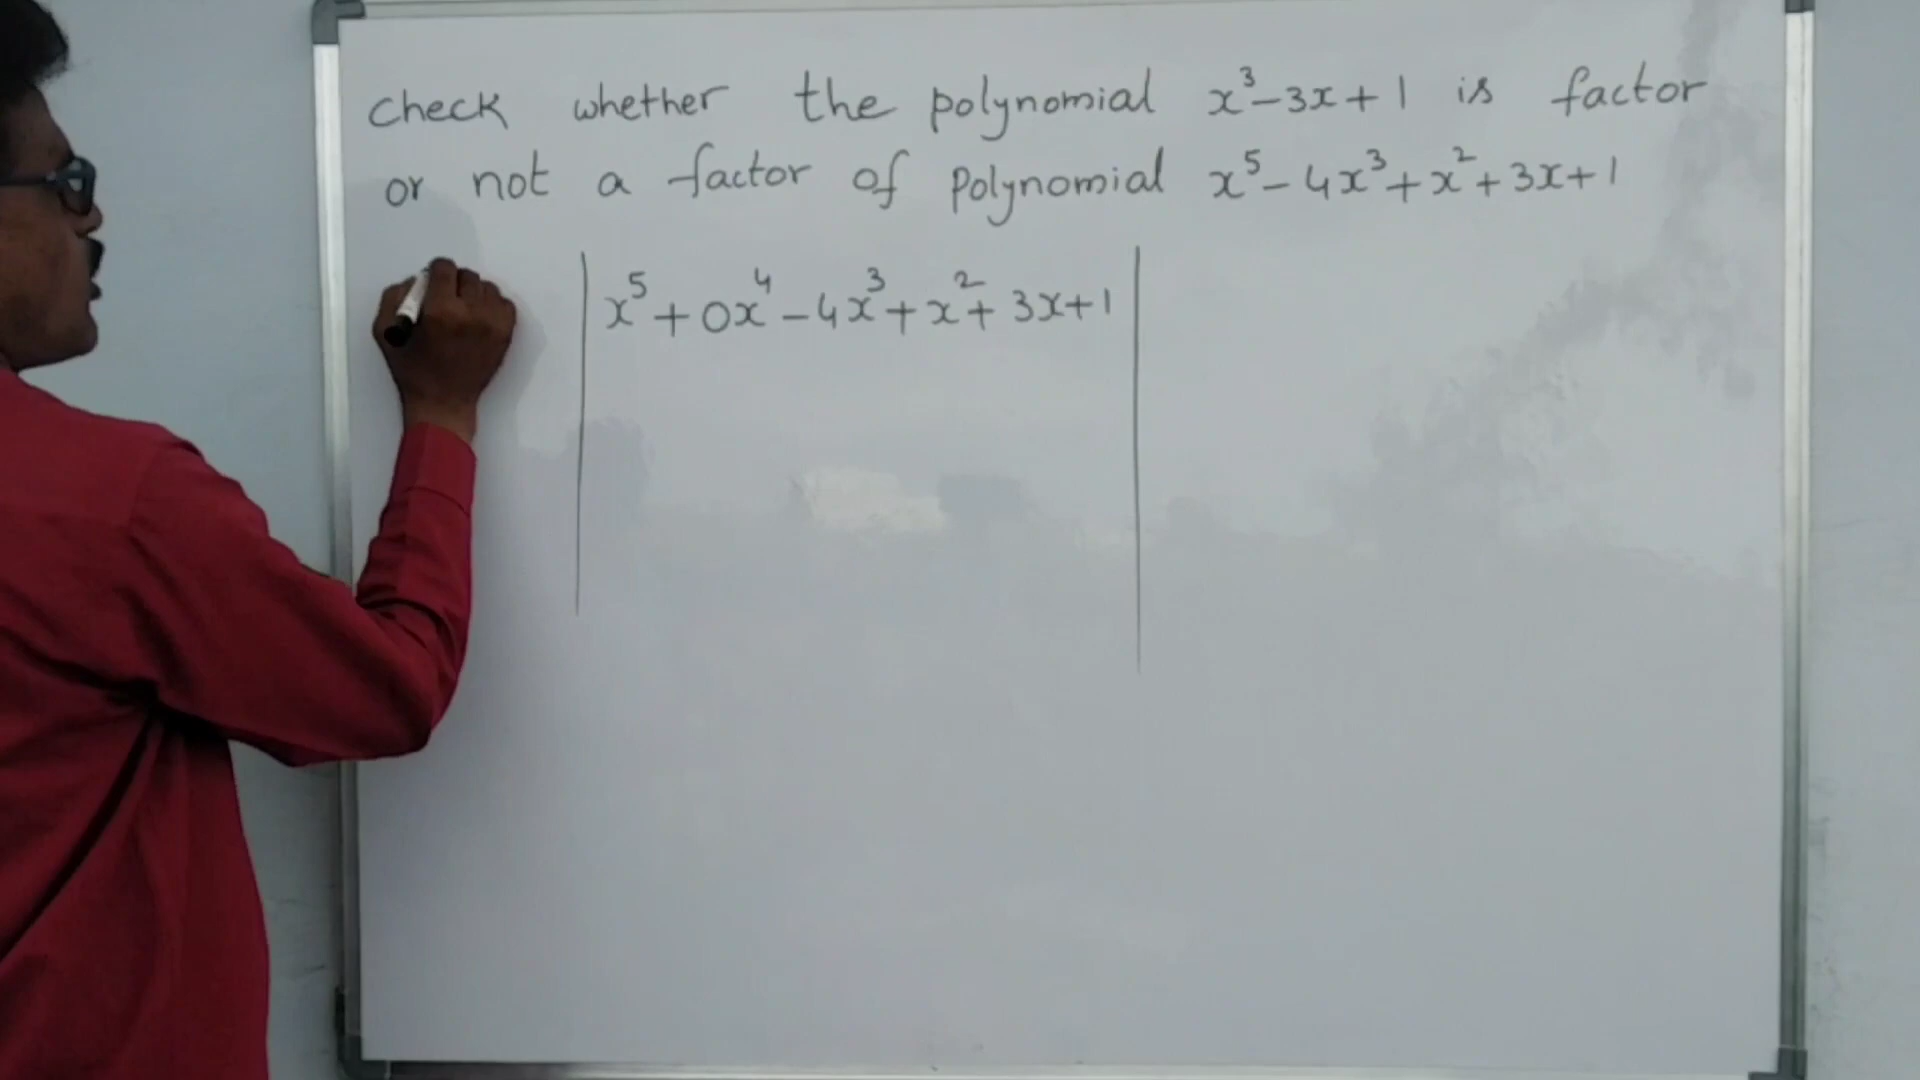 check whether the polynomial x³-3x+1 is factor
or not a factor of polynomial x⁵-4x³+x²+3x+1
x⁵+0x⁴-4x³+x²+3x+1